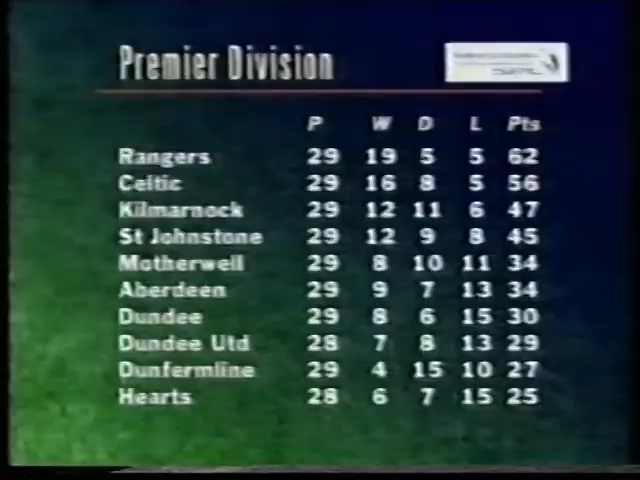 Premier Division
P W D L Pts
Rangers 29 19 5 5 62
Celtic 29 16 8 5 56
Kilmarnock 29 12 11 6 47
St Johnstone 29 12 9 8 45
Motherwell 29 8 10 11 34
Aberdeen 29 9 7 13 34
Dundee 29 8 6 15 30
Dundee Utd 28 7 8 13 29
Dunfermline 29 4 15 10 27
Hearts 28 6 7 15 25